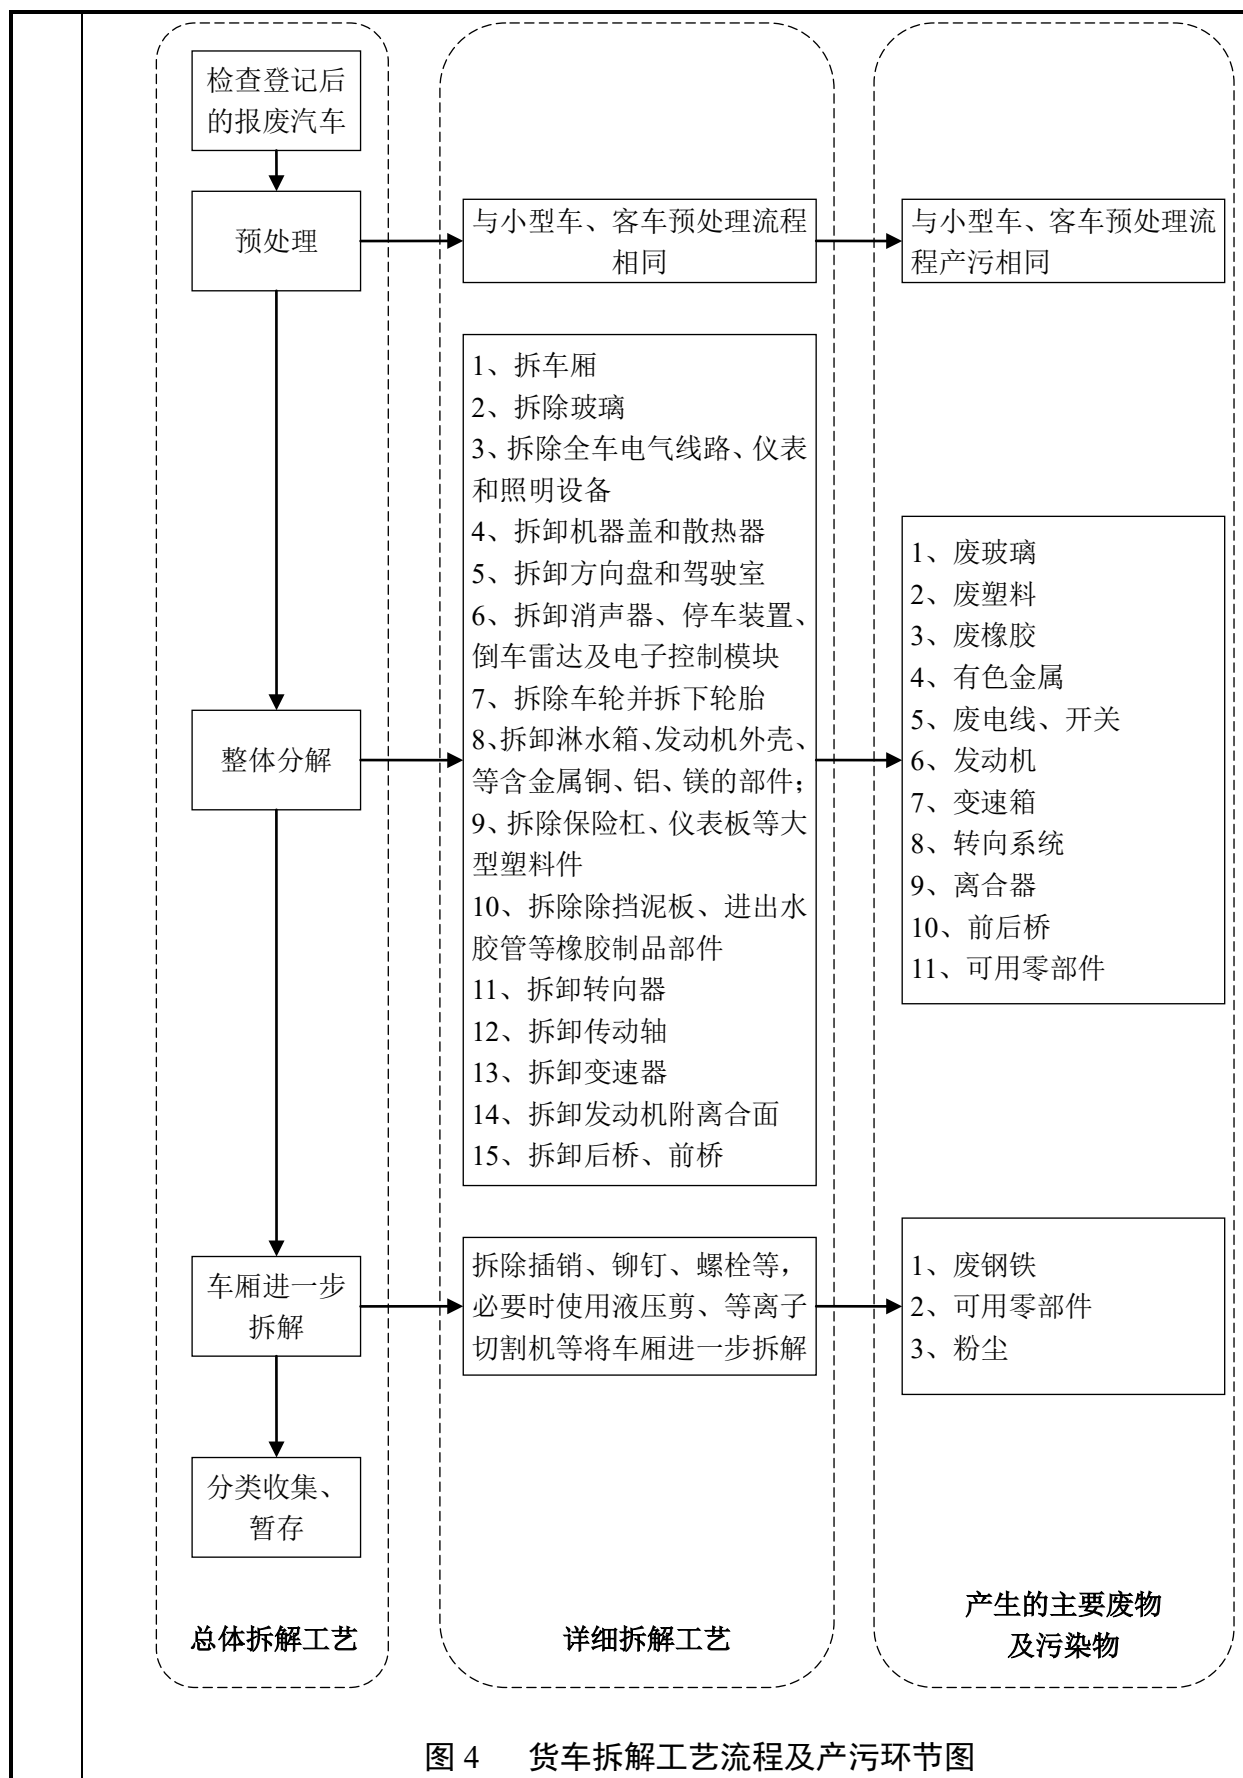 检查登记后
的报废汽车
预处理
与小型车、客车预处理流程
相同
与小型车、客车预处理流
程产污相同
整体分解
1、拆车厢
2、拆除玻璃
3、拆除全车电气线路、仪表
和照明设备
4、拆卸机器盖和散热器
5、拆卸方向盘和驾驶室
6、拆卸消声器、停车装置、
倒车雷达及电子控制模块
7、拆除车轮并拆下轮胎
8、拆卸淋水箱、发动机外壳、
等含金属铜、铝、镁的部件；
9、拆除保险杠、仪表板等大
型塑料件
10、拆除除挡泥板、进出水
胶管等橡胶制品部件
11、拆卸转向器
12、拆卸传动轴
13、拆卸变速器
14、拆卸发动机附离合面
15、拆卸后桥、前桥
1、废玻璃
2、废塑料
3、废橡胶
4、有色金属
5、废电线、开关
6、发动机
7、变速箱
8、转向系统
9、离合器
10、前后桥
11、可用零部件
车厢进一步
拆解
拆除插销、铆钉、螺栓等，
必要时使用液压剪、等离子
切割机等将车厢进一步拆解
1、废钢铁
2、可用零部件
3、粉尘
分类收集、
暂存
总体拆解工艺
详细拆解工艺
产生的主要废物
及污染物
图 4 货车拆解工艺流程及产污环节图